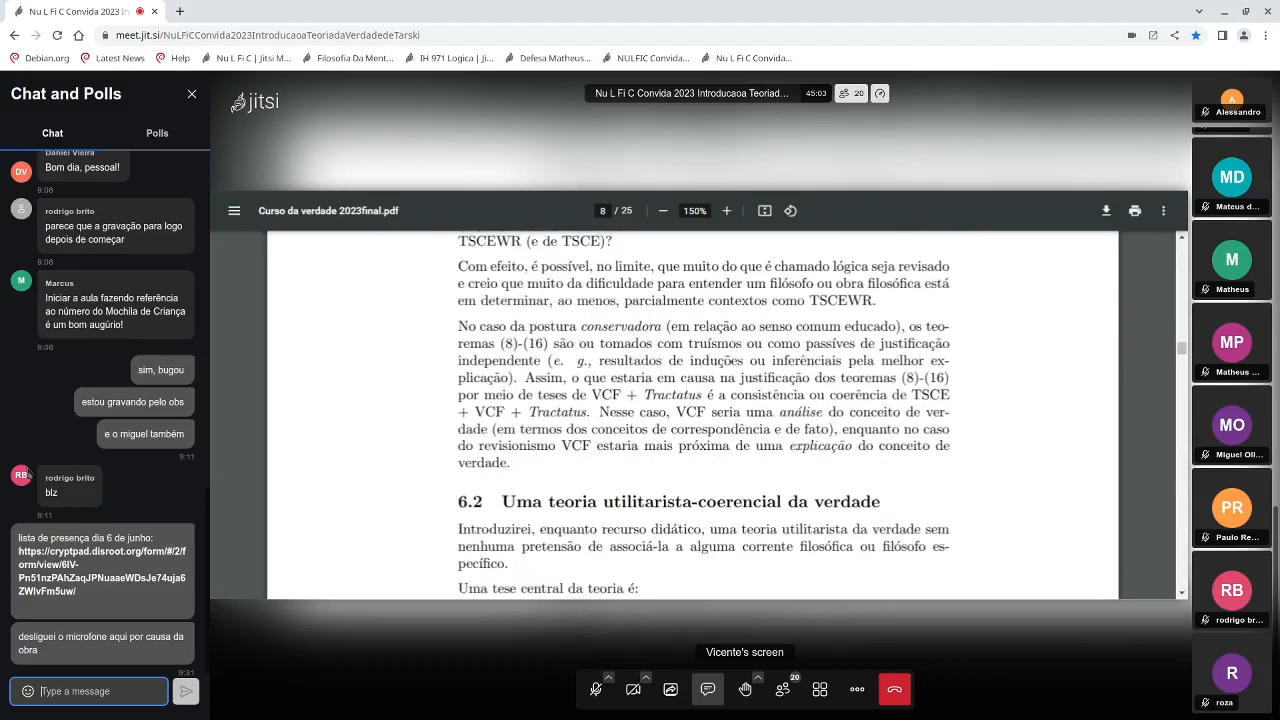 Nu L Fi C Convida 2023 I
meet.jit.si/NuLFiCConvida2023IntroducaoaTeoriadaVerdadedeTarski
Debian.org
Latest News
Help
Nu L Fi C | Jitsi M...
Filosofia Da Ment...
IH 971 Logica | Ji...
Defesa Matheus...
NULFIC Convida...
Nu L Fi C Convida...
Chat and Polls
Chat
Polls
Daniel Vieira
DV
Bom dia, pessoal!
9:08
rodrigo brito
parece que a gravação para logo
depois de começar
9:08
M
Marcus
Iniciar a aula fazendo referência
ao número do Mochila de Criança
é um bom augúrio!
9:08
sim, bugou
estou gravando pelo obs
e o miguel também
9:11
RB
rodrigo brito
blz
9:11
lista de presença dia 6 de junho:
https://cryptpad.disroot.org/form/#/2/f
orm/view/6IV-
Pn51nzPAhZaqJPNuaaeWDsJe74uja6
ZWlvFm5uw/
desliguei o microfone aqui por causa da
obra
9:31
Type a message
jitsi
Nu L Fi C Convida 2023 Introducaoa Teoriad...
45:03
20
Curso da verdade 2023final.pdf
8 / 25
150%
TSCEWR (e de TSCE)?
Com efeito, é possível, no limite, que muito do que é chamado lógica seja revisado
e creio que muito da dificuldade para entender um filósofo ou obra filosófica está
em determinar, ao menos, parcialmente contextos como TSCEWR.
No caso da postura conservadora (em relação ao senso comum educado), os teo-
remas (8)-(16) são ou tomados com truísmos ou como passíves de justificação
independente (e. g., resultados de induções ou inferênciais pela melhor ex-
plicação). Assim, o que estaria em causa na justificação dos teoremas (8)-(16)
por meio de teses de VCF + Tractatus é a consistência ou coerência de TSCE
+ VCF + Tractatus. Nesse caso, VCF seria uma análise do conceito de ver-
dade (em termos dos conceitos de correspondência e de fato), enquanto no caso
do revisionismo VCF estaria mais próxima de uma explicação do conceito de
verdade.
6.2 Uma teoria utilitarista-coerencial da verdade
Introduzirei, enquanto recurso didático, uma teoria utilitarista da verdade sem
nenhuma pretensão de associá-la a alguma corrente filosófica ou filósofo es-
pecífico.
Uma tese central da teoria é:
Vicente's screen
20
A
Alessandro
MD
Mateus d...
M
Matheus
MP
Matheus ...
MO
Miguel Oli...
PR
Paulo Re...
RB
rodrigo br...
R
roza